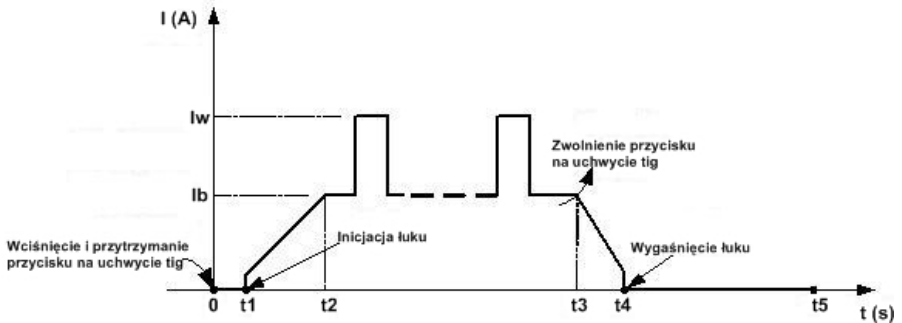 I (A)
Iw
Zwolnienie przycisku
na uchwycie tig
Ib
Wciśnięcie i przytrzymanie
przycisku na uchwycie tig
Inicjacja łuku
Wygaśnięcie łuku
0
t1
t2
t3
t4
t5
t (s)